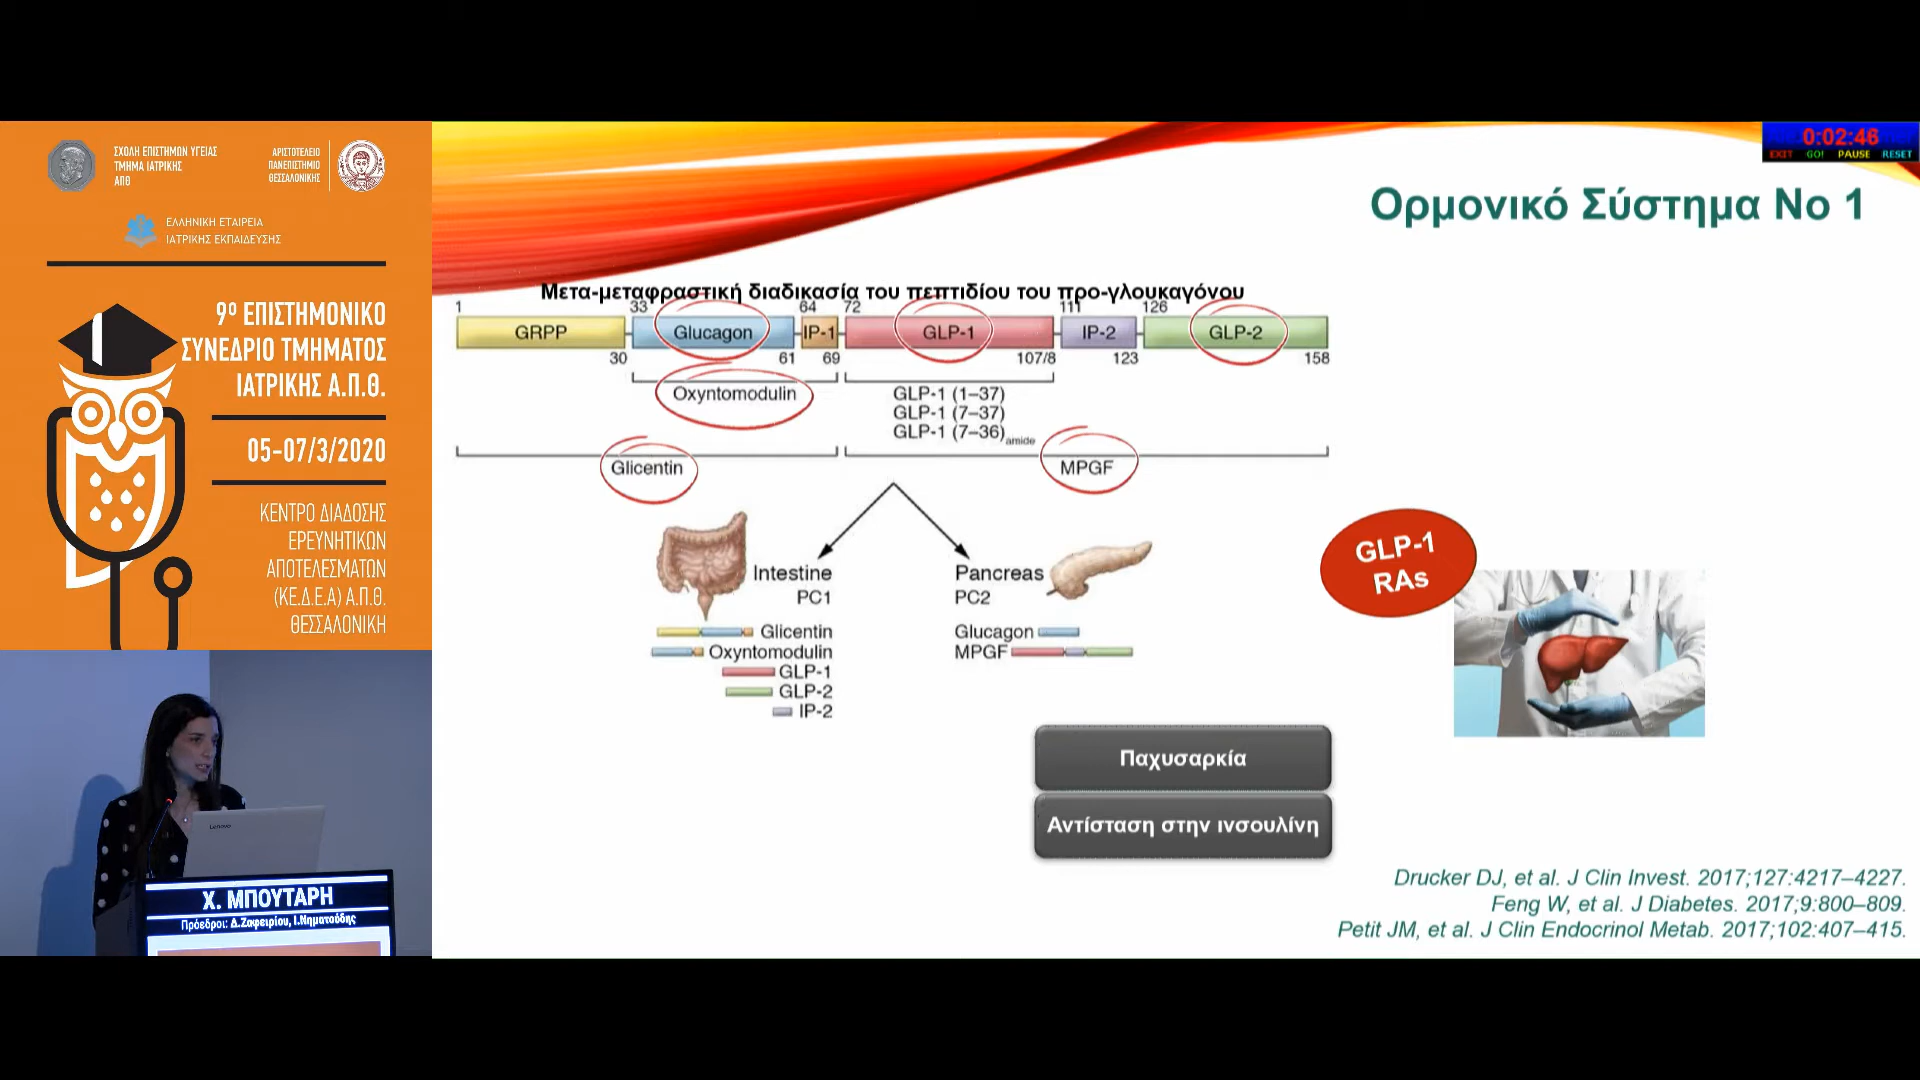 ΣΧΟΛΗ ΕΠΙΣΤΗΜΩΝ ΥΓΕΙΑΣ
ΤΜΗΜΑ ΙΑΤΡΙΚΗΣ
ΑΠΘ
ΑΡΙΣΤΟΤΕΛΕΙΟ
ΠΑΝΕΠΙΣΤΗΜΙΟ
ΘΕΣΣΑΛΟΝΙΚΗΣ
ΕΛΛΗΝΙΚΗ ΕΤΑΙΡΕΙΑ
ΙΑΤΡΙΚΗΣ ΕΚΠΑΙΔΕΥΣΗΣ
9ο ΕΠΙΣΤΗΜΟΝΙΚΟ
ΣΥΝΕΔΡΙΟ ΤΜΗΜΑΤΟΣ
ΙΑΤΡΙΚΗΣ Α.Π.Θ.
05-07/3/2020
ΚΕΝΤΡΟ ΔΙΑΔΟΣΗΣ
ΕΡΕΥΝΗΤΙΚΩΝ
ΑΠΟΤΕΛΕΣΜΑΤΩΝ
(ΚΕ.Δ.Ε.Α) Α.Π.Θ.
ΘΕΣΣΑΛΟΝΙΚΗ
Lenovo
Χ. ΜΠΟΥΤΑΡΗ
Πρόεδροι: Δ.Ζαφειρίου, Ι.Νηματούδης
0:02:46
EXIT GO! PAUSE RESET
Ορμονικό Σύστημα Νο 1
Μετα-μεταφραστική διαδικασία του πεπτιδίου του προ-γλουκαγόνου
1 33 64 72 111 126
GRPP Glucagon IP-1 GLP-1 IP-2 GLP-2
30 61 69 107/8 123 158
Oxyntomodulin
GLP-1 (1–37)
GLP-1 (7–37)
GLP-1 (7–36)amide
Glicentin MPGF
Intestine
PC1
Glicentin
Oxyntomodulin
GLP-1
GLP-2
IP-2
Pancreas
PC2
Glucagon
MPGF
GLP-1
RAs
Παχυσαρκία
Αντίσταση στην ινσουλίνη
Drucker DJ, et al. J Clin Invest. 2017;127:4217–4227.
Feng W, et al. J Diabetes. 2017;9:800–809.
Petit JM, et al. J Clin Endocrinol Metab. 2017;102:407–415.